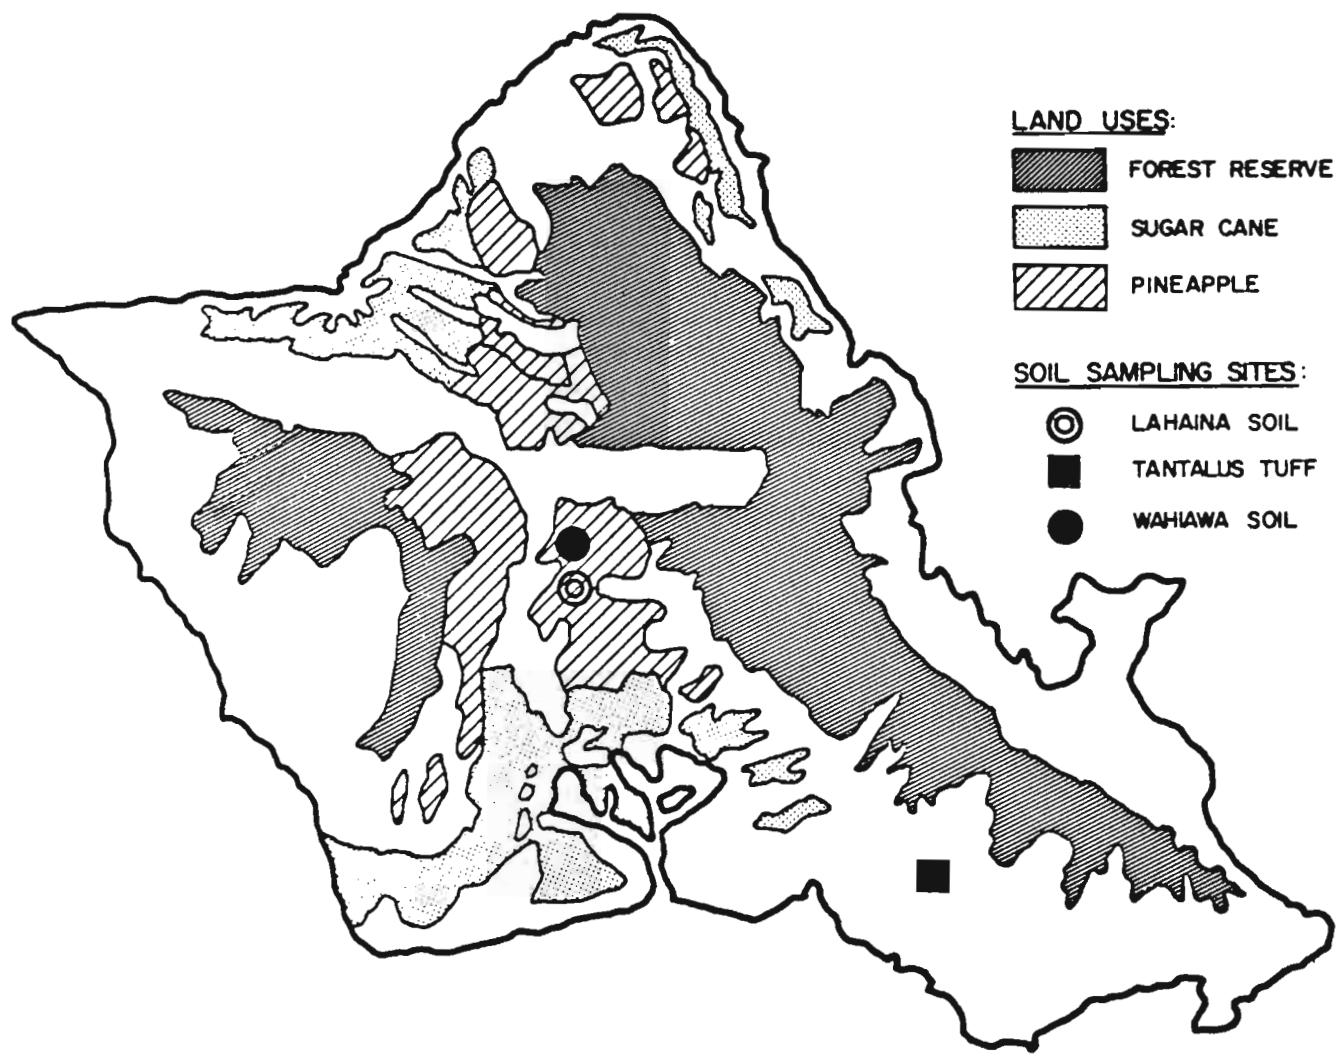 LAND USES:
FOREST RESERVE
SUGAR CANE
PINEAPPLE
SOIL SAMPLING SITES:
LAHAINA SOIL
TANTALUS TUFF
WAHIAWA SOIL